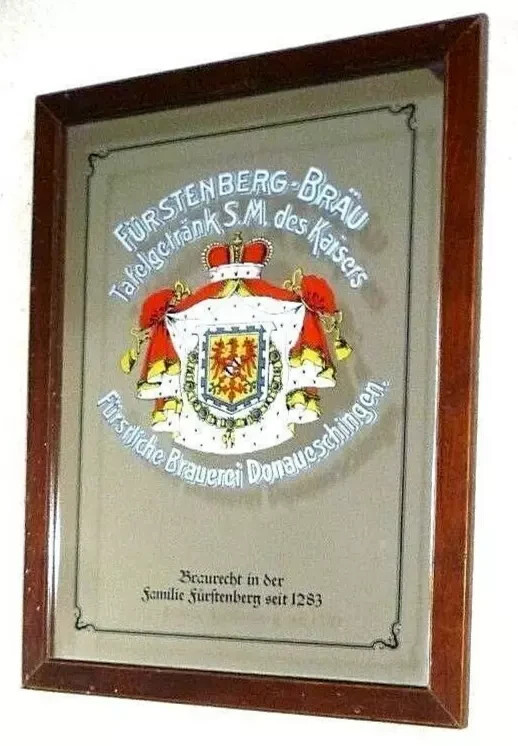 FÜRSTENBERG-BRÄU
Tafelgetränk S.M. des Kaisers
Fürstliche Brauerei Donaueschingen.
Braurecht in der
Familie Fürstenberg seit 1283